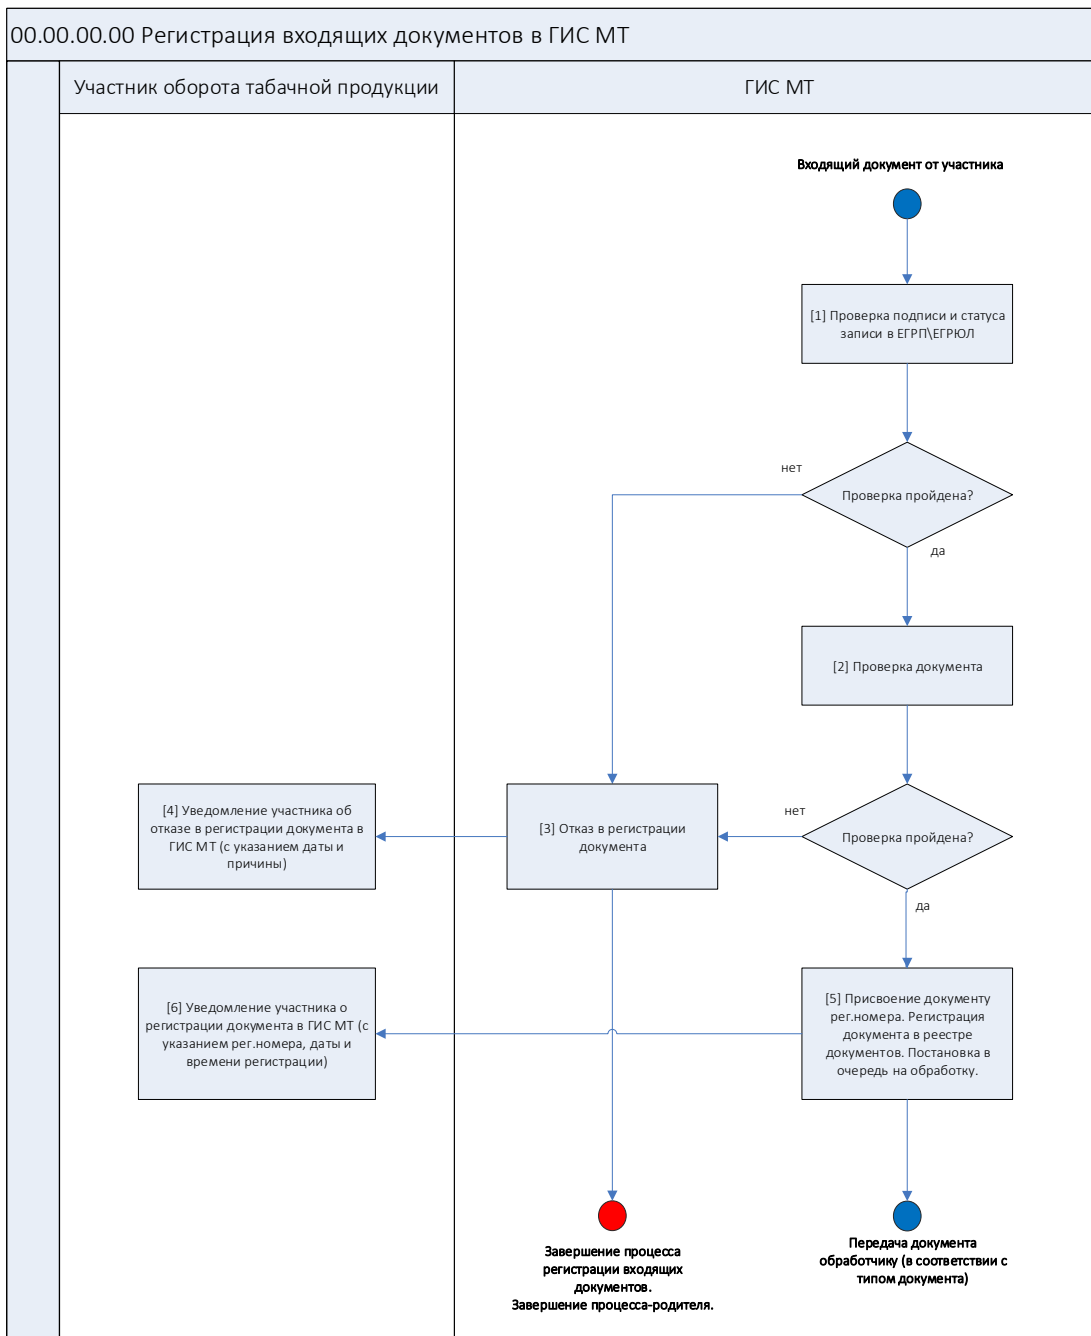 00.00.00.00 Регистрация входящих документов в ГИС МТ
Участник оборота табачной продукции
ГИС МТ
Входящий документ от участника
[1] Проверка подписи и статуса
записи в ЕГРП\ЕГРЮЛ
нет
Проверка пройдена?
да
[2] Проверка документа
[4] Уведомление участника об
отказе в регистрации документа в
ГИС МТ (с указанием даты и
причины)
[3] Отказ в регистрации
документа
нет
Проверка пройдена?
да
[6] Уведомление участника о
регистрации документа в ГИС МТ (с
указанием рег.номера, даты и
времени регистрации)
[5] Присвоение документу
рег.номера. Регистрация
документа в реестре
документов. Постановка в
очередь на обработку.
Завершение процесса
регистрации входящих
документов.
Завершение процесса-родителя.
Передача документа
обработчику (в соответствии с
типом документа)